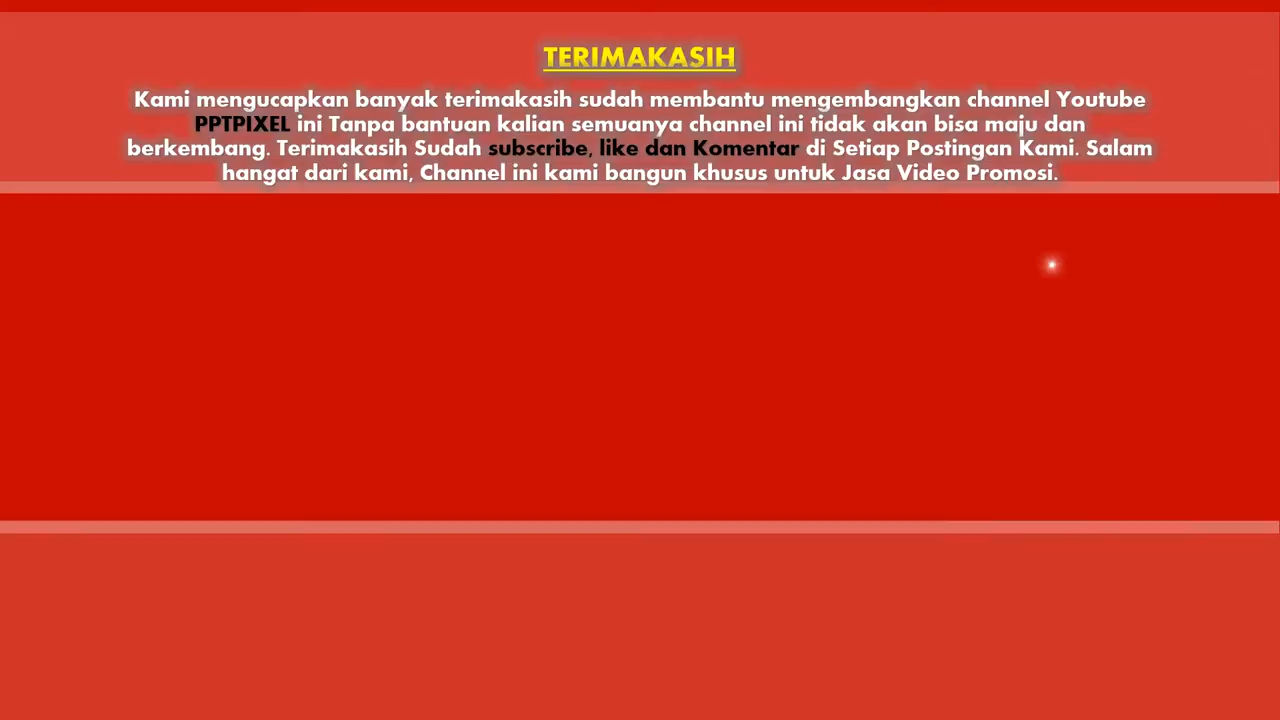 TERIMAKASIH
Kami mengucapkan banyak terimakasih sudah membantu mengembangkan channel Youtube
PPTPIXEL ini Tanpa bantuan kalian semuanya channel ini tidak akan bisa maju dan
berkembang. Terimakasih Sudah subscribe, like dan Komentar di Setiap Postingan Kami. Salam
hangat dari kami, Channel ini kami bangun khusus untuk Jasa Video Promosi.